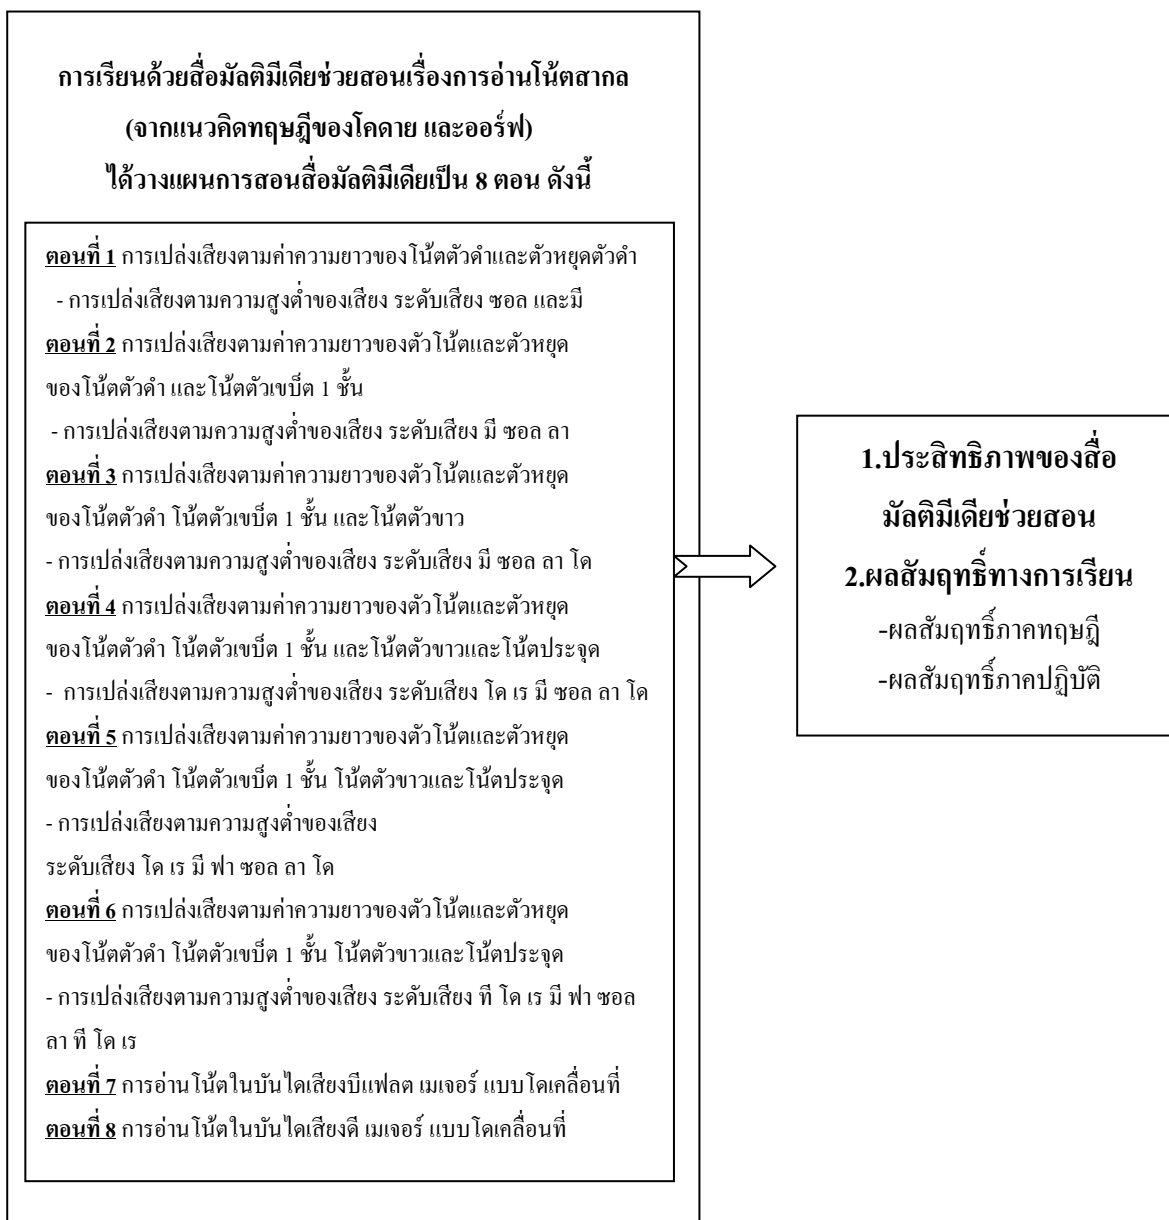 การเรียนด้วยสื่อมัลติมีเดียช่วยสอนเรื่องการอ่านโน้ตสากล
(จากแนวคิดทฤษฎีของโคดาย และออร์ฟ)
ได้วางแผนการสอนสื่อมัลติมีเดียเป็น 8 ตอน ดังนี้
ตอนที่ 1 การเปล่งเสียงตามค่าความยาวของโน้ตตัวดำและตัวหยุดตัวดำ
- การเปล่งเสียงตามความสูงต่ำของเสียง ระดับเสียง ซอล และมี
ตอนที่ 2 การเปล่งเสียงตามค่าความยาวของตัวโน้ตและตัวหยุด
ของโน้ตตัวดำ และโน้ตตัวเขบ็ต 1 ชั้น
- การเปล่งเสียงตามความสูงต่ำของเสียง ระดับเสียง มี ซอล ลา
ตอนที่ 3 การเปล่งเสียงตามค่าความยาวของตัวโน้ตและตัวหยุด
ของโน้ตตัวดำ โน้ตตัวเขบ็ต 1 ชั้น และโน้ตตัวขาว
- การเปล่งเสียงตามความสูงต่ำของเสียง ระดับเสียง มี ซอล ลา โด
ตอนที่ 4 การเปล่งเสียงตามค่าความยาวของตัวโน้ตและตัวหยุด
ของโน้ตตัวดำ โน้ตตัวเขบ็ต 1 ชั้น และโน้ตตัวขาวและโน้ตประจุด
- การเปล่งเสียงตามความสูงต่ำของเสียง ระดับเสียง โด เร มี ซอล ลา โด
ตอนที่ 5 การเปล่งเสียงตามค่าความยาวของตัวโน้ตและตัวหยุด
ของโน้ตตัวดำ โน้ตตัวเขบ็ต 1 ชั้น โน้ตตัวขาวและโน้ตประจุด
- การเปล่งเสียงตามความสูงต่ำของเสียง
ระดับเสียง โด เร มี ฟา ซอล ลา โด
ตอนที่ 6 การเปล่งเสียงตามค่าความยาวของตัวโน้ตและตัวหยุด
ของโน้ตตัวดำ โน้ตตัวเขบ็ต 1 ชั้น โน้ตตัวขาวและโน้ตประจุด
- การเปล่งเสียงตามความสูงต่ำของเสียง ระดับเสียง ที โด เร มี ฟา ซอล
ลา ที โด เร
ตอนที่ 7 การอ่านโน้ตในบันไดเสียงบีแฟลต เมเจอร์ แบบโดเคลื่อนที่
ตอนที่ 8 การอ่านโน้ตในบันไดเสียงดี เมเจอร์ แบบโดเคลื่อนที่
1.ประสิทธิภาพของสื่อ
มัลติมีเดียช่วยสอน
2.ผลสัมฤทธิ์ทางการเรียน
-ผลสัมฤทธิ์ภาคทฤษฎี
-ผลสัมฤทธิ์ภาคปฏิบัติ